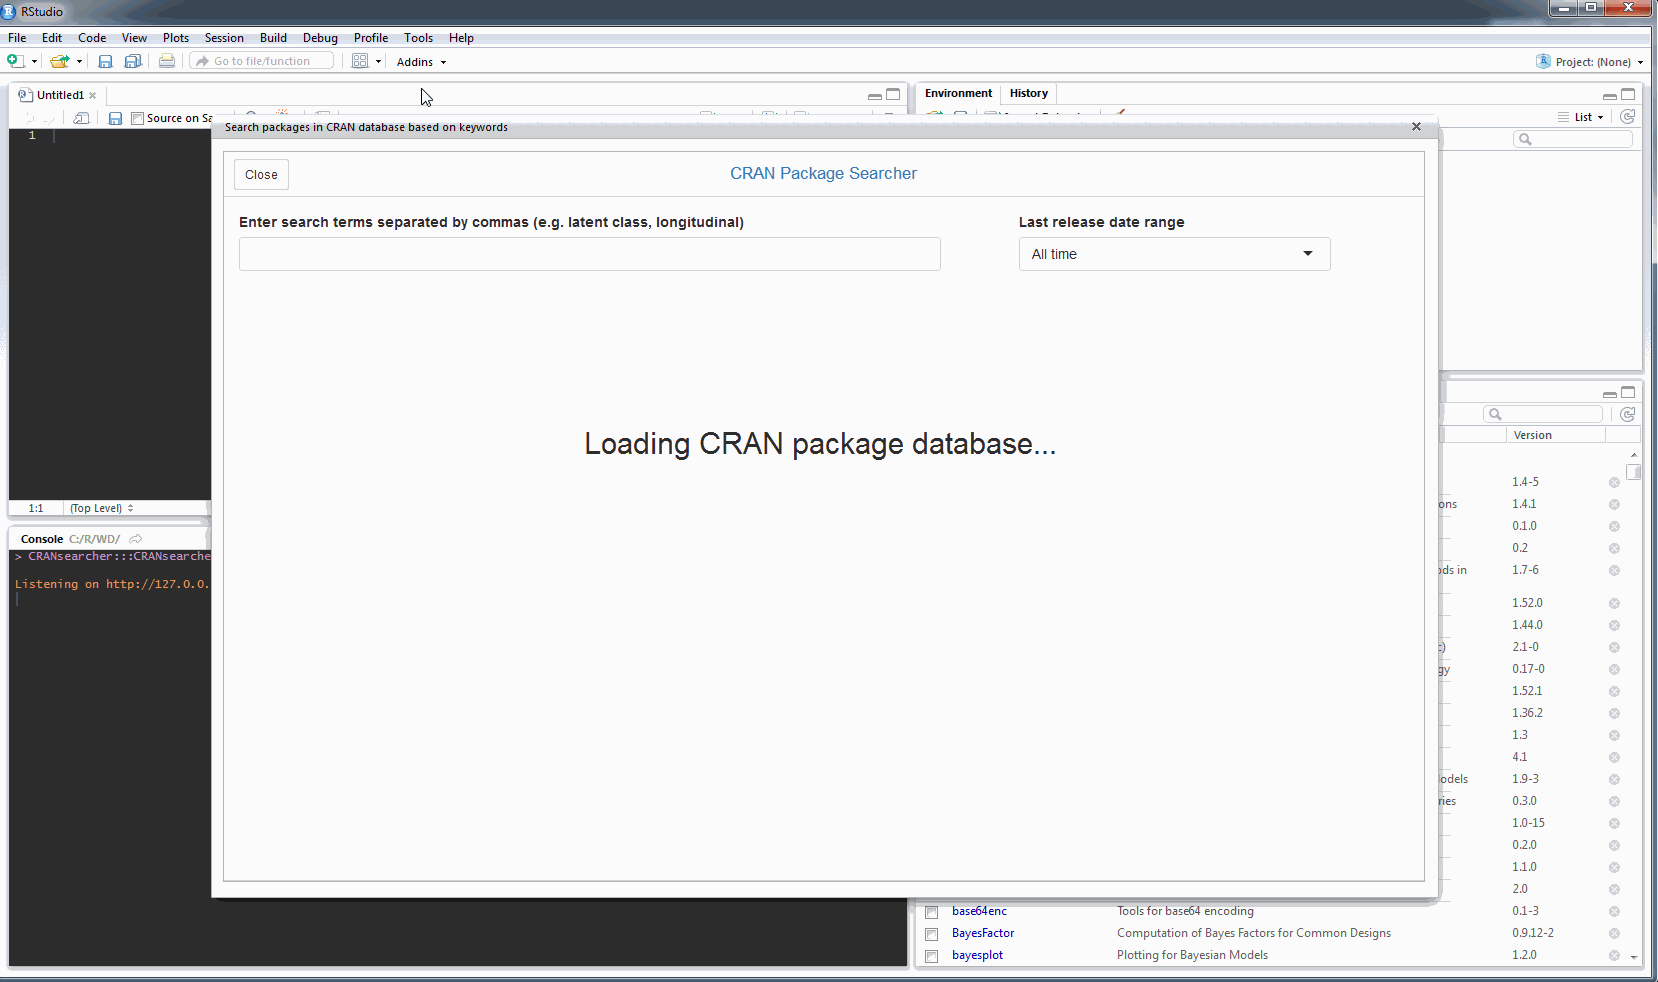 RStudio
File Edit Code View Plots Session Build Debug Profile Tools Help
Go to file/function Addins Project: (None)
Untitled1
Source on
1
1:1 (Top Level)
Console C:/R/WD/
> CRANsearcher:::CRANsearche
Listening on http://127.0.0.
Environment History
List
Search packages in CRAN database based on keywords
Close CRAN Package Searcher
Enter search terms separated by commas (e.g. latent class, longitudinal) Last release date range
All time
Loading CRAN package database...
Version
1.4-5
ons 1.4.1
0.1.0
0.2
ods in 1.7-6
1.52.0
1.44.0
2.1-0
gy 0.17-0
1.52.1
1.36.2
1.3
4.1
odels 1.9-3
ries 0.3.0
1.0-15
0.2.0
1.1.0
2.0
base64enc Tools for base64 encoding 0.1-3
BayesFactor Computation of Bayes Factors for Common Designs 0.9.12-2
bayesplot Plotting for Bayesian Models 1.2.0